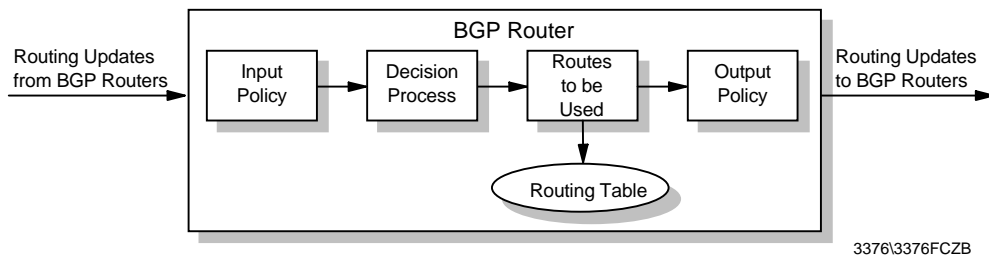 BGP Router
Routing Updates
from BGP Routers
Input
Policy
Decision
Process
Routes
to be
Used
Output
Policy
Routing Updates
to BGP Routers
Routing Table
3376\3376FCZB